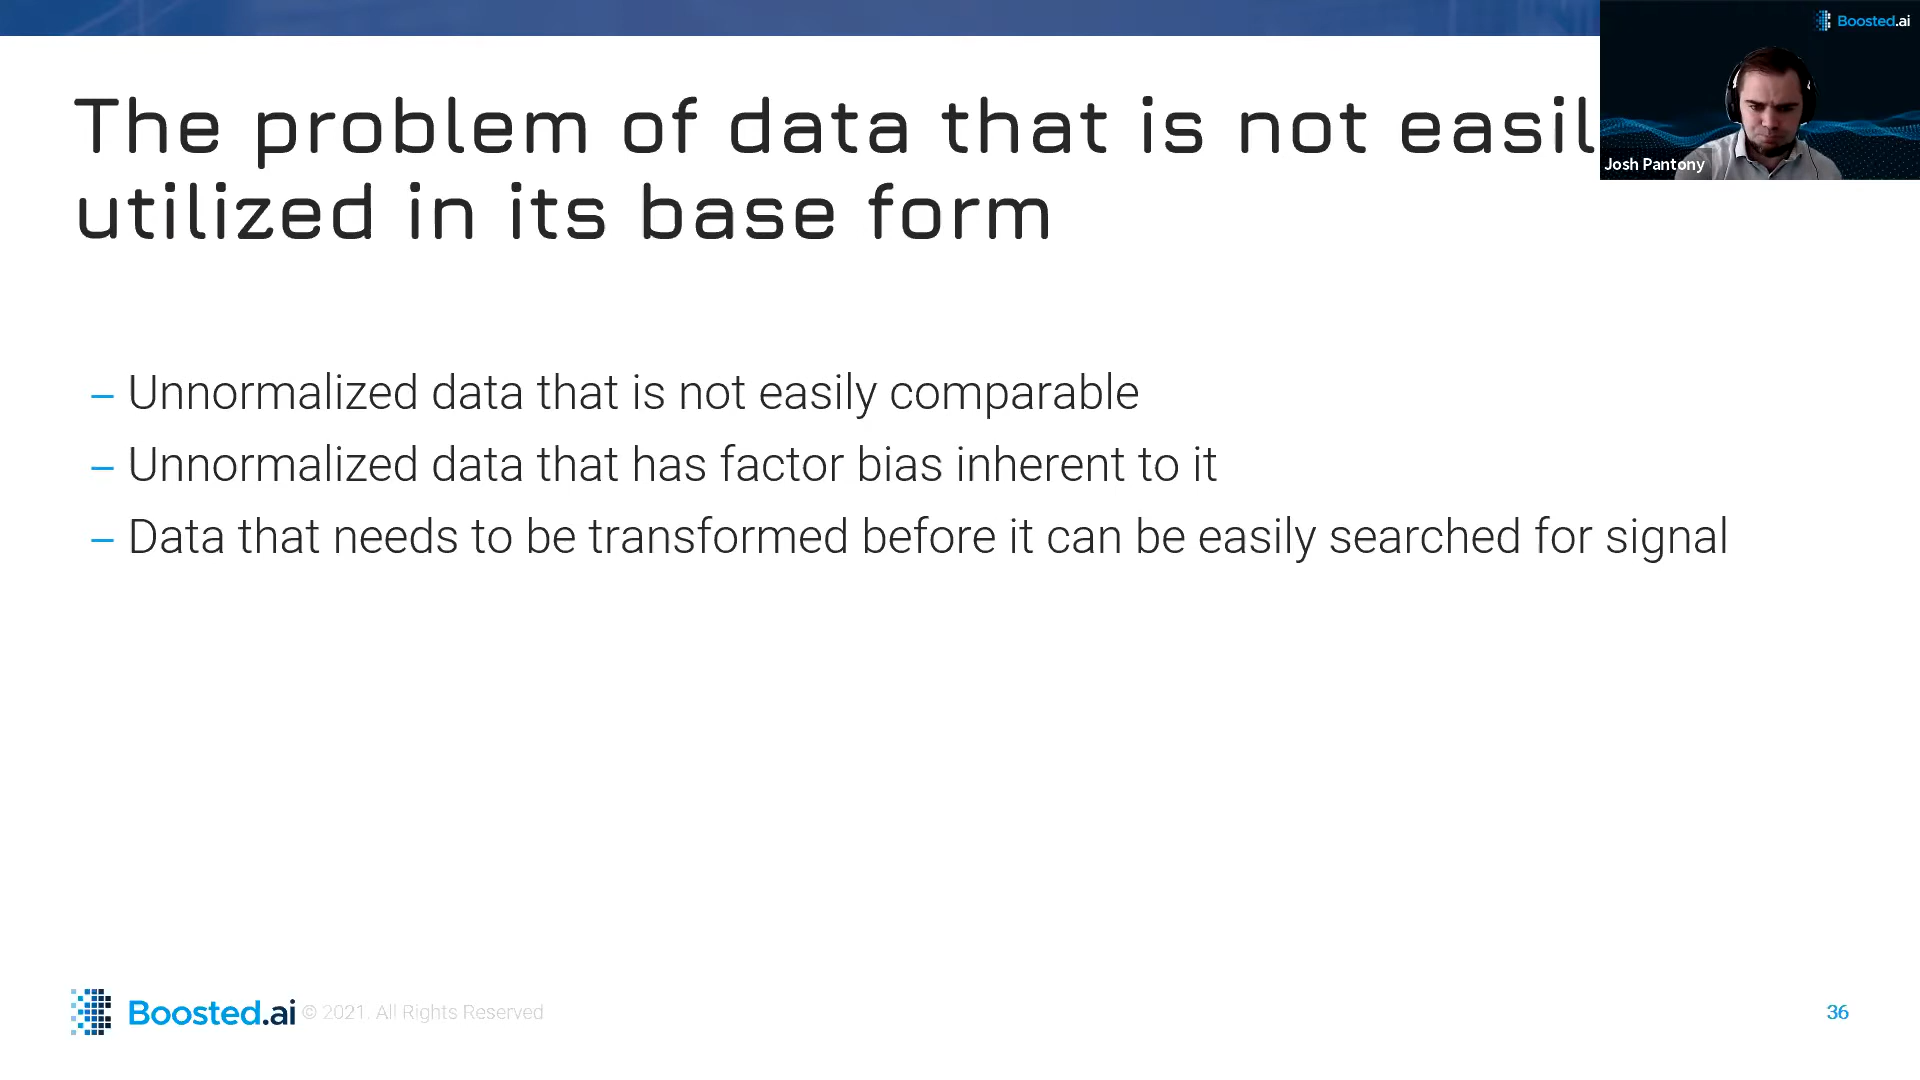 Boosted.ai
The problem of data that is not easil
utilized in its base form
Josh Pantony
– Unnormalized data that is not easily comparable
– Unnormalized data that has factor bias inherent to it
– Data that needs to be transformed before it can be easily searched for signal
Boosted.ai © 2021. All Rights Reserved
36